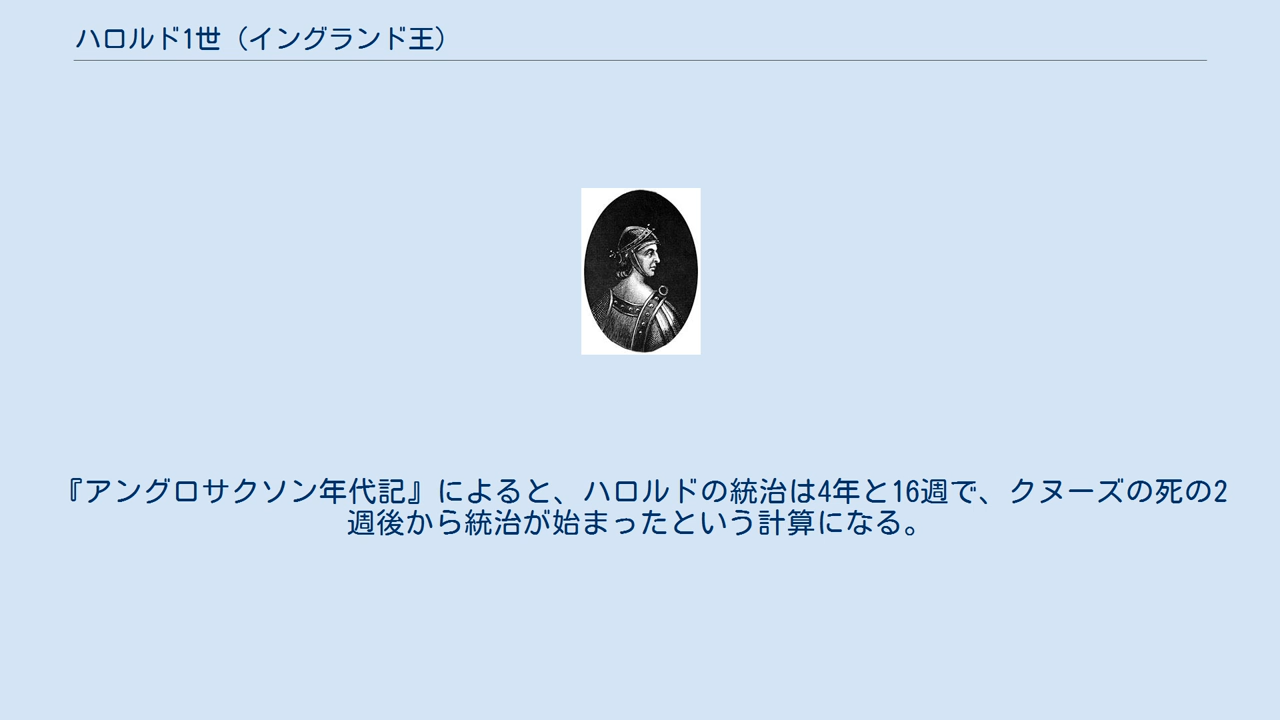 ハロルド1世（イングランド王）
『アングロサクソン年代記』によると、ハロルドの統治は4年と16週で、クヌーズの死の2
週後から統治が始まったという計算になる。